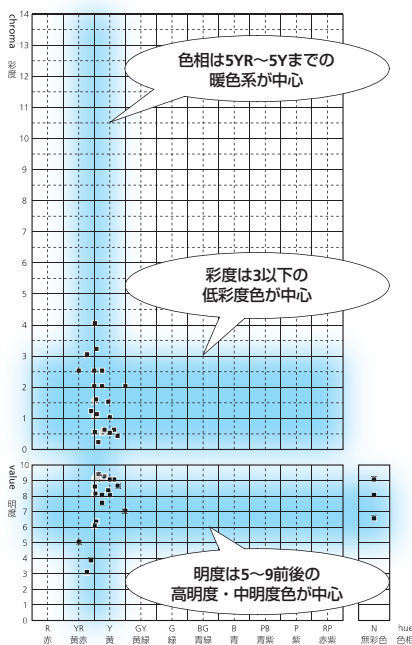 chroma 彩度
14
13
12
11
10
9
8
7
6
5
4
3
2
1
0
色相は5YR〜5Yまでの
暖色系が中心
彩度は3以下の
低彩度色が中心
value 明度
10
9
8
7
6
5
4
3
2
1
0
明度は5〜9前後の
高明度・中明度色が中心
R YR Y GY G BG B PB P RP N hue
赤 黄赤 黄 黄緑 緑 青緑 青 青紫 紫 赤紫 無彩色 色相